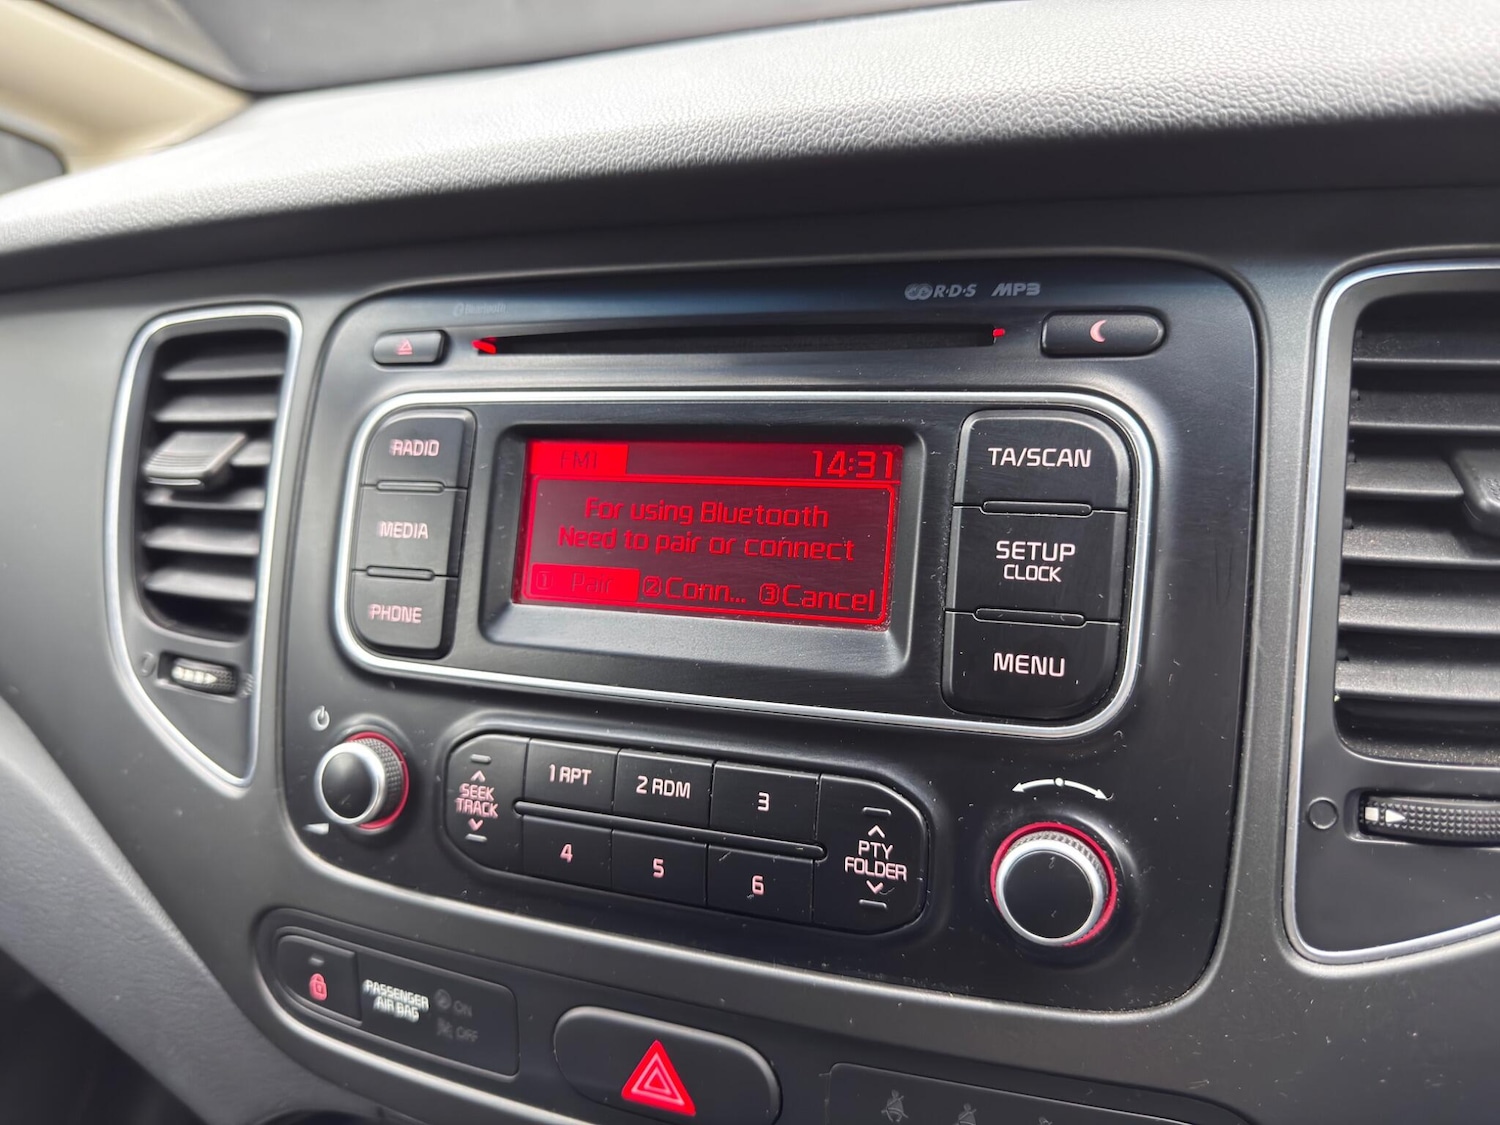 Bluetooth
R·D·S MP3
RADIO
MEDIA
PHONE
FM1 14:31
For using Bluetooth
Need to pair or connect
1 Pair 2 Conn... 3 Cancel
TA/SCAN
SETUP
CLOCK
MENU
SEEK
TRACK
1 RPT
2 RDM
3
4
5
6
PTY
FOLDER
PASSENGER
AIR BAG
ON
OFF